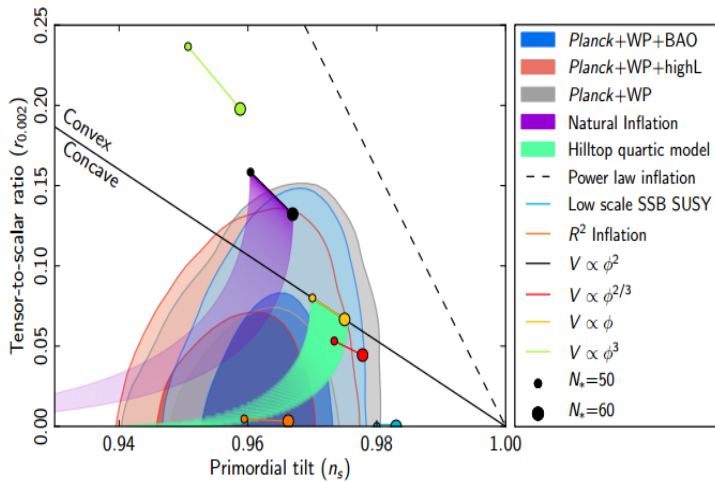 0.25
0.20
0.15
0.10
0.05
0.00
Tensor-to-scalar ratio (r0.002)
Convex
Concave
0.94
0.96
0.98
1.00
Primordial tilt (ns)
Planck+WP+BAO
Planck+WP+highL
Planck+WP
Natural Inflation
Hilltop quartic model
Power law inflation
Low scale SSB SUSY
R² Inflation
V ∝ ϕ²
V ∝ ϕ^2/3
V ∝ ϕ
V ∝ ϕ³
N*=50
N*=60